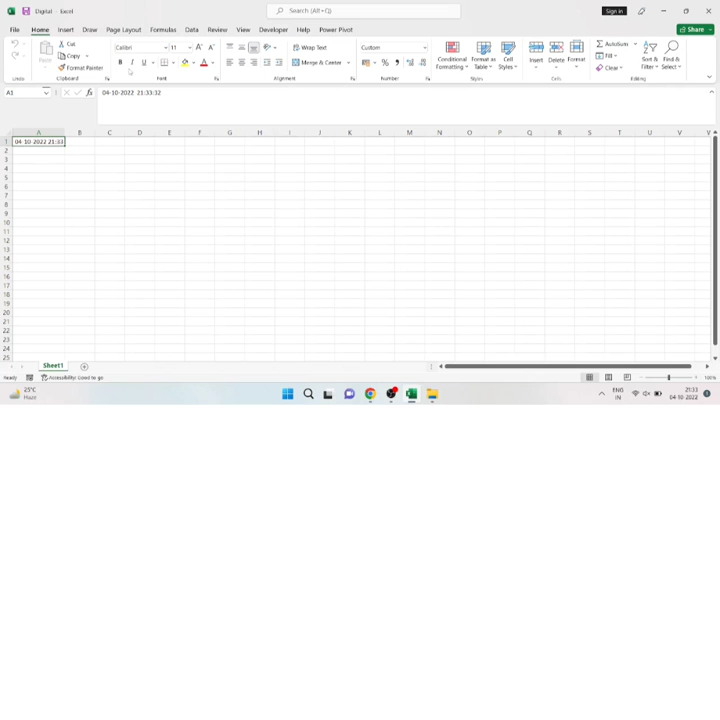 Digital - Excel
Search (Alt+Q)
Sign in
File Home Insert Draw Page Layout Formulas Data Review View Developer Help Power Pivot
Share
Cut
Copy
Format Painter
Paste
Calibri 11
B I U
Wrap Text
Merge & Center
Custom
Conditional Formatting
Format as Table
Cell Styles
Insert
Delete
Format
AutoSum
Fill
Clear
Sort & Filter
Find & Select
Undo Clipboard Font Alignment Number Styles Cells Editing
A1 fx 04-10-2022 21:33:32
A B C D E F G H I J K L M N O P Q R S T U V
1 04-10-2022 21:33
2
3
4
5
6
7
8
9
10
11
12
13
14
15
16
17
18
19
20
21
22
23
24
25
Sheet1
Ready Accessibility: Good to go 100%
25°C
Haze
ENG
IN
21:33
04-10-2022